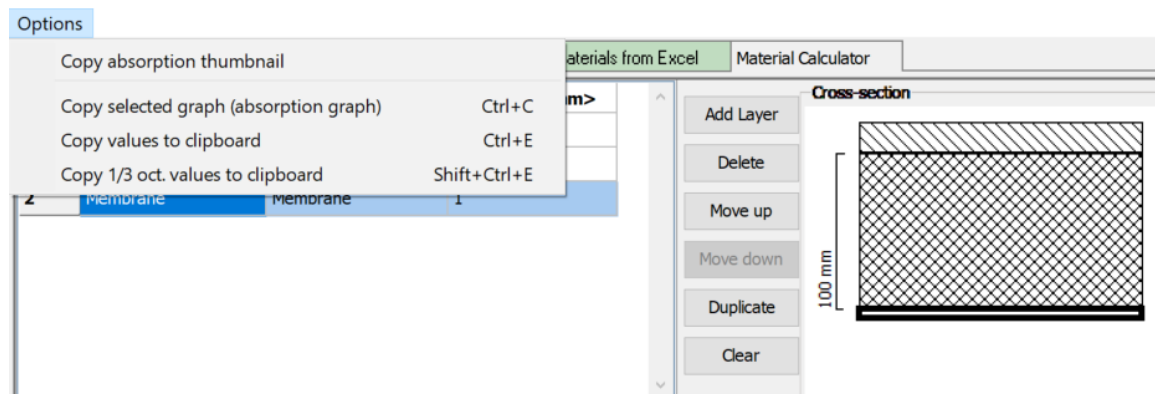 Options
Copy absorption thumbnail
Copy selected graph (absorption graph) Ctrl+C
Copy values to clipboard Ctrl+E
Copy 1/3 oct. values to clipboard Shift+Ctrl+E
from Excel
Material Calculator
2 Membrane Membrane 1
Add Layer
Delete
Move up
Move down
Duplicate
Clear
Cross-section
100 mm